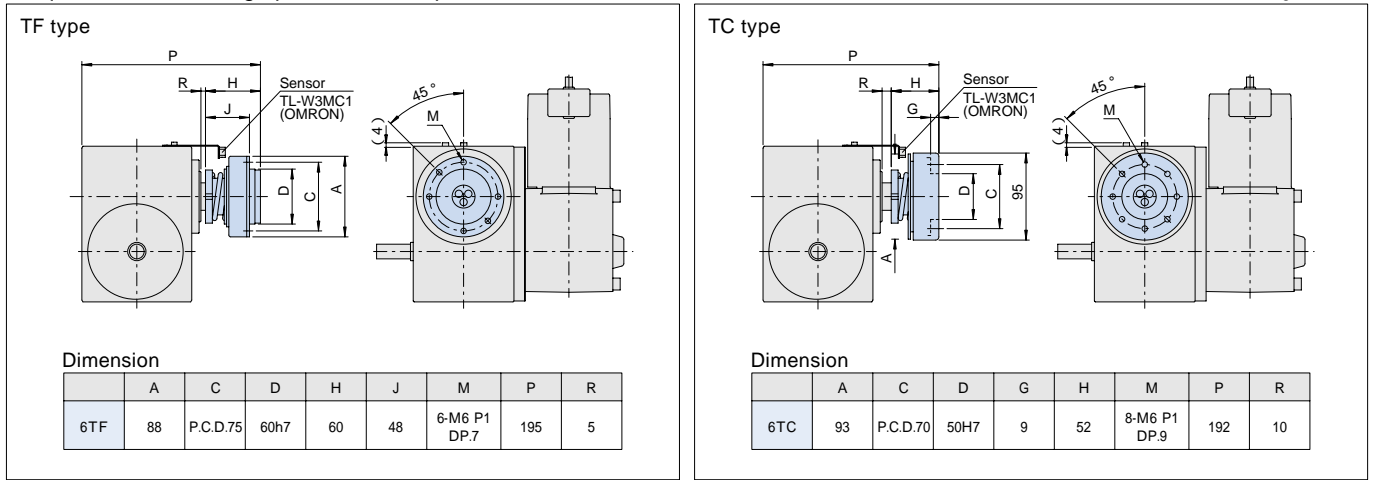 TF type
P
R H
J
Sensor
TL-W3MC1
(OMRON)
D
C
A
45°
M
(4)
Dimension
A C D H J M P R
6TF 88 P.C.D.75 60h7 60 48 6-M6 P1 DP.7 195 5
TC type
P
R H
G
Sensor
TL-W3MC1
(OMRON)
A
D
C
95
45°
M
(4)
Dimension
A C D G H M P R
6TC 93 P.C.D.70 50H7 9 52 8-M6 P1 DP.9 192 10